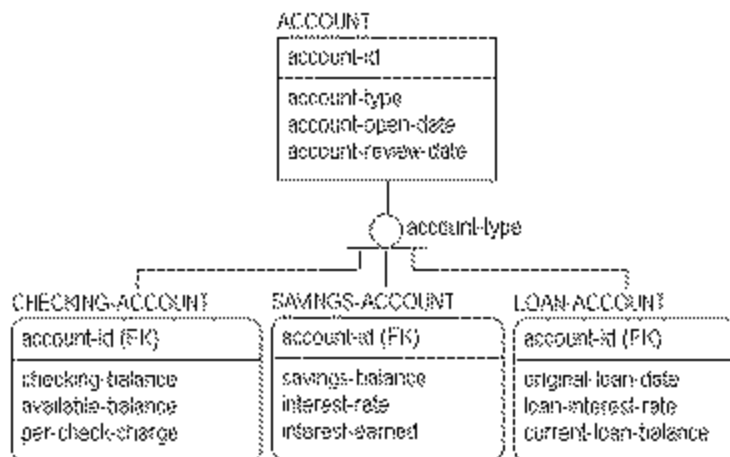 ACCOUNT
account-id
account-type
account-open-date
account-review-date
account-type
CHECKING-ACCOUNT
account-id (FK)
checking-balance
available-balance
per-check-charge
SAVINGS-ACCOUNT
account-id (FK)
savings-balance
interest-rate
interest-earned
LOAN-ACCOUNT
account-id (FK)
original-loan-date
loan-interest-rate
current-loan-balance